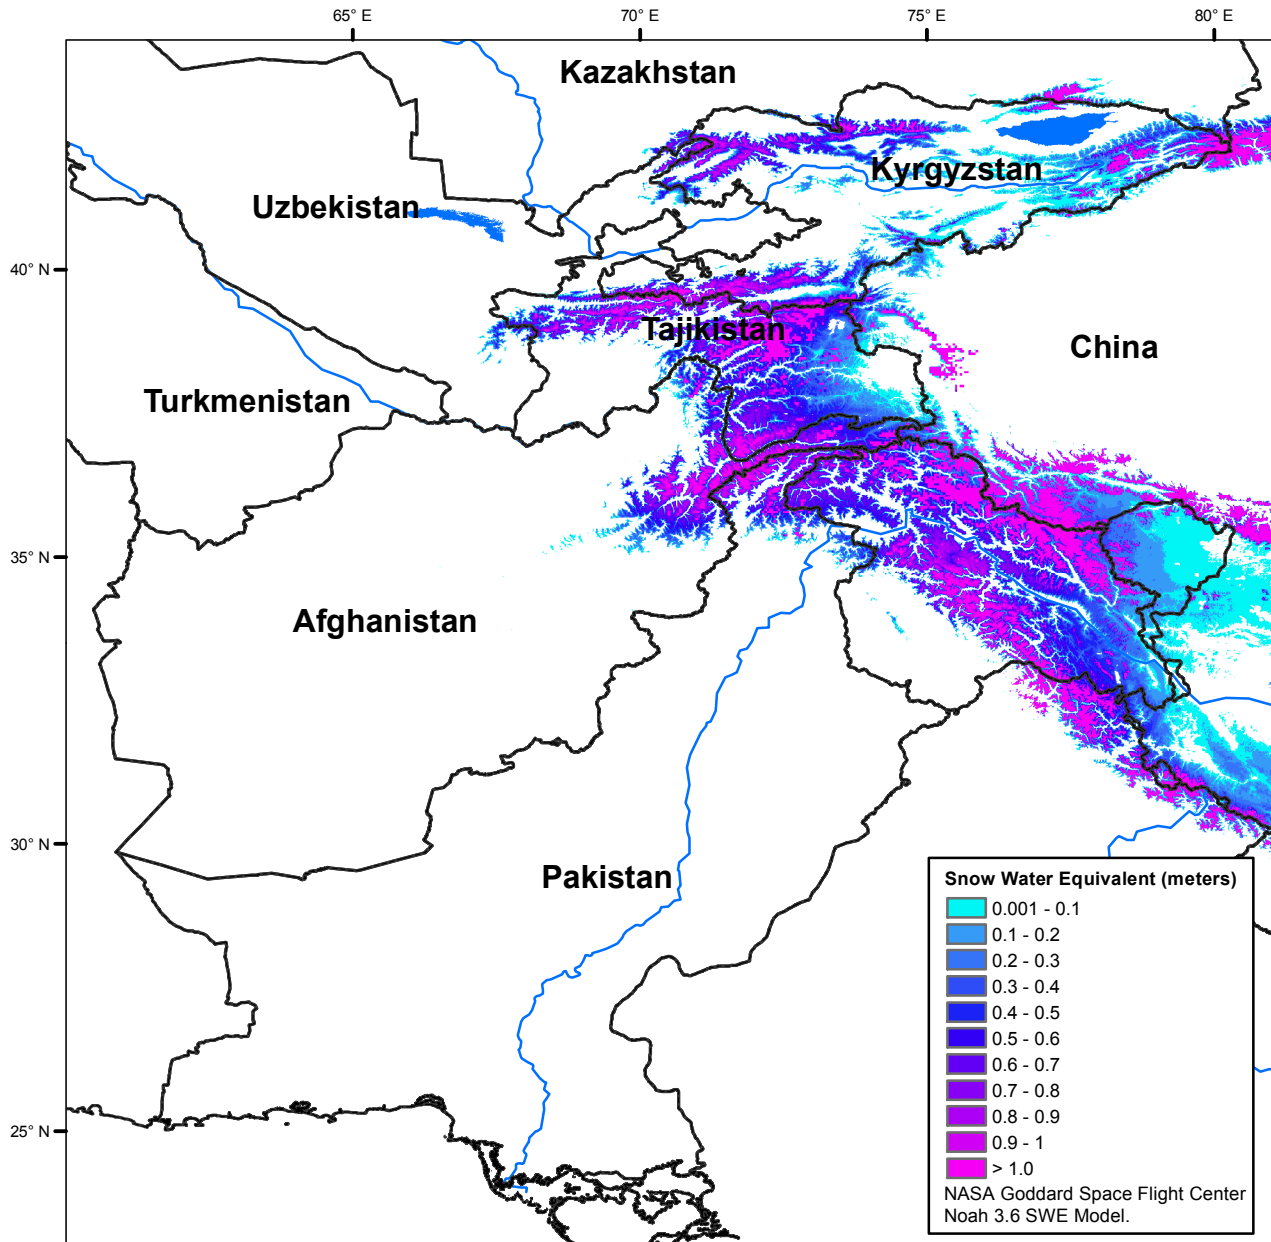 65° E
70° E
75° E
80° E
Kazakhstan
Kyrgyzstan
Uzbekistan
40° N
Tajikistan
China
Turkmenistan
35° N
Afghanistan
30° N
Pakistan
25° N
Snow Water Equivalent (meters)
0.001 - 0.1
0.1 - 0.2
0.2 - 0.3
0.3 - 0.4
0.4 - 0.5
0.5 - 0.6
0.6 - 0.7
0.7 - 0.8
0.8 - 0.9
0.9 - 1
> 1.0
NASA Goddard Space Flight Center
Noah 3.6 SWE Model.